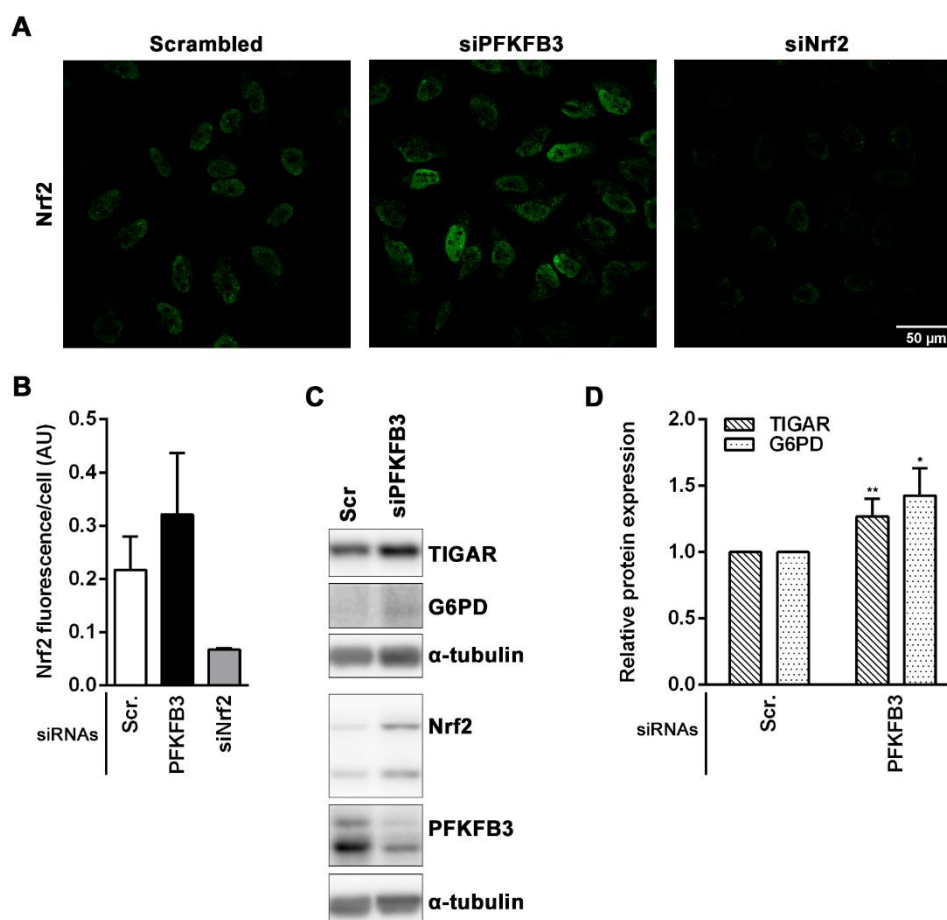 A
Scrambled
siPFKFB3
siNrf2
Nrf2
50 µm
B
Nrf2 fluorescence/cell (AU)
0.5
0.4
0.3
0.2
0.1
0.0
siRNAs
Scr.
PFKFB3
siNrf2
C
Scr
siPFKFB3
TIGAR
G6PD
α-tubulin
Nrf2
PFKFB3
α-tubulin
D
Relative protein expression
2.0
1.5
1.0
0.5
0.0
TIGAR
G6PD
**
*
siRNAs
Scr.
PFKFB3